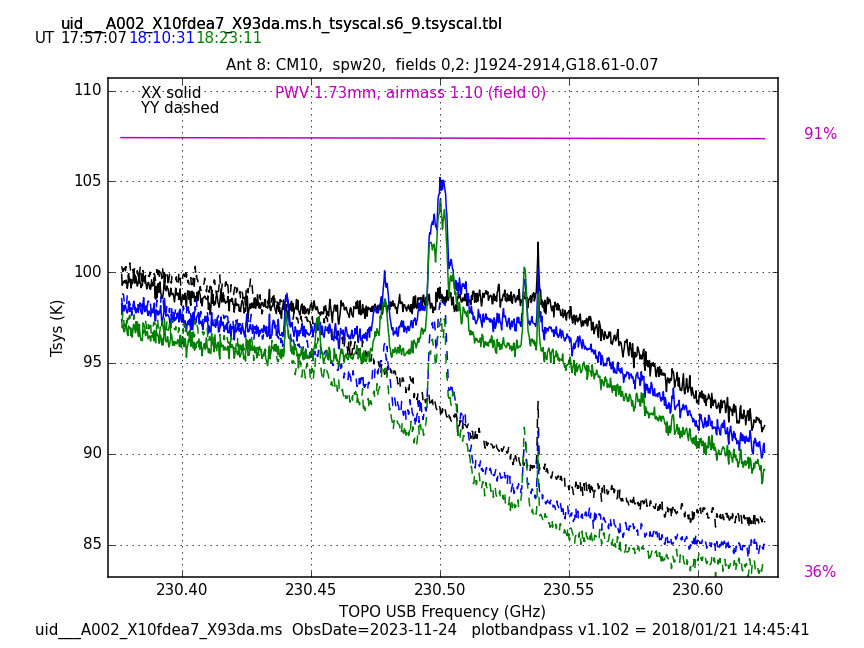 uid___A002_X10fdea7_X93da.ms.h_tsyscal.s6_9.tsyscal.tbl
UT 17:57:07 18:10:31 18:23:11
Ant 8: CM10,  spw20,  fields 0,2: J1924-2914,G18.61-0.07
XX solid
YY dashed
PWV 1.73mm, airmass 1.10 (field 0)
110
105
100
95
90
85
Tsys (K)
91%
36%
230.40 230.45 230.50 230.55 230.60
TOPO USB Frequency (GHz)
uid___A002_X10fdea7_X93da.ms  ObsDate=2023-11-24   plotbandpass v1.102 = 2018/01/21 14:45:41